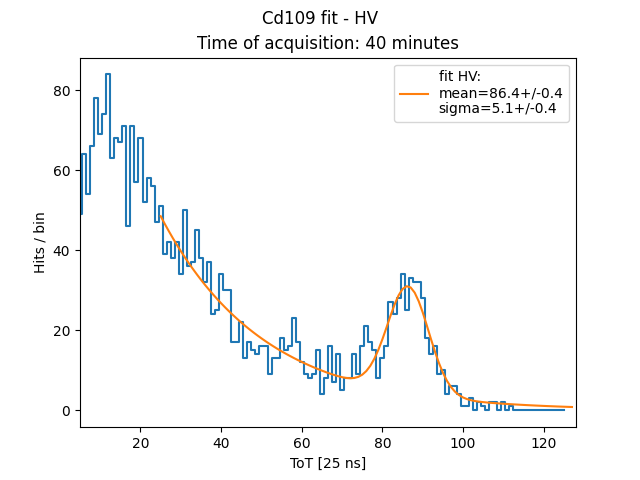 Cd109 fit - HV
Time of acquisition: 40 minutes
fit HV:
mean=86.4+/-0.4
sigma=5.1+/-0.4
Hits / bin
80
60
40
20
0
20 40 60 80 100 120
ToT [25 ns]